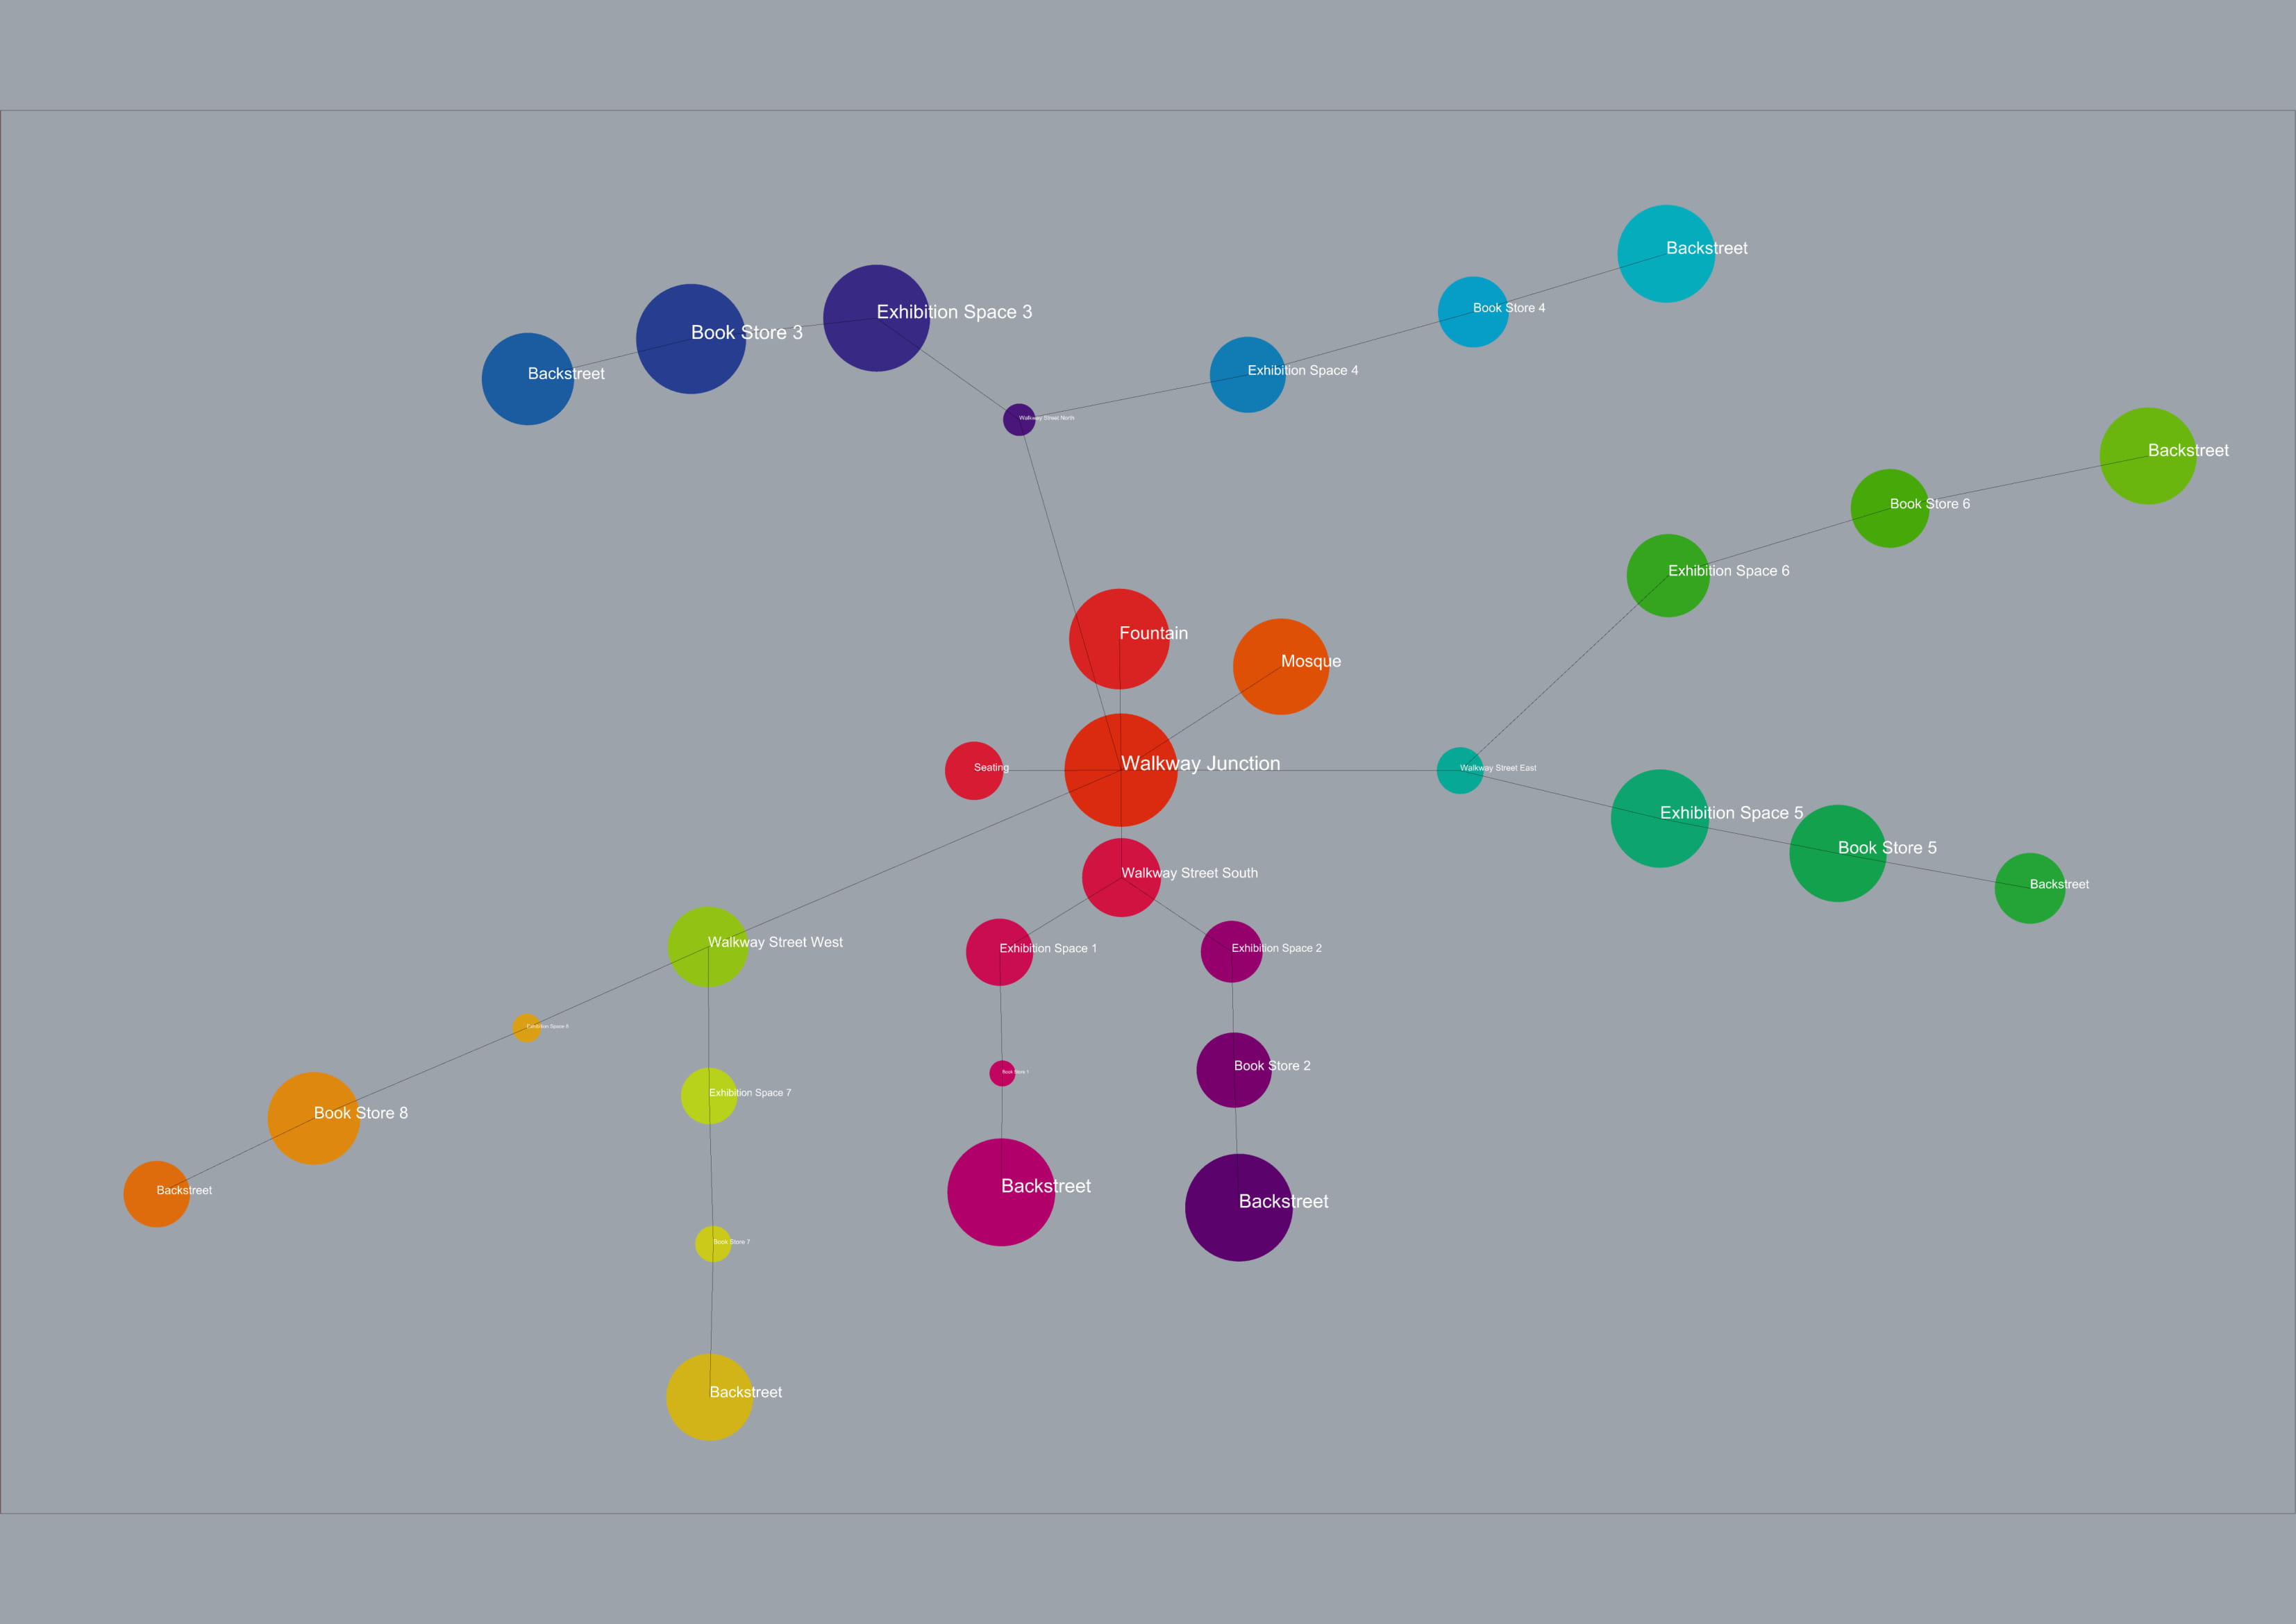 Backstreet
Exhibition Space 3
Book Store 4
Book Store 3
Exhibition Space 4
Backstreet
Walkway Street North
Backstreet
Book Store 6
Exhibition Space 6
Fountain
Mosque
Walkway Junction
Seating
Walkway Street East
Exhibition Space 5
Book Store 5
Walkway Street South
Backstreet
Walkway Street West
Exhibition Space 1
Exhibition Space 2
Exhibition Space 8
Book Store 2
Book Store 1
Exhibition Space 7
Book Store 8
Backstreet
Backstreet
Backstreet
Book Store 7
Backstreet